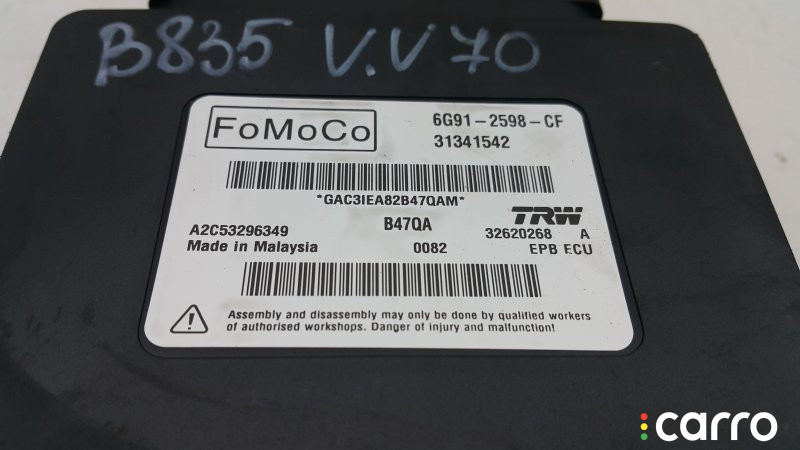 B835 V.V70
FoMoCo
6G91-2598-CF
31341542
*GAC3IEA82B47QAM*
B47QA
TRW
A2C53296349
32620268 A
Made in Malaysia
0082
EPB ECU
Assembly and disassembly may only be done by qualified workers
of authorised workshops. Danger of injury and malfunction!
carro